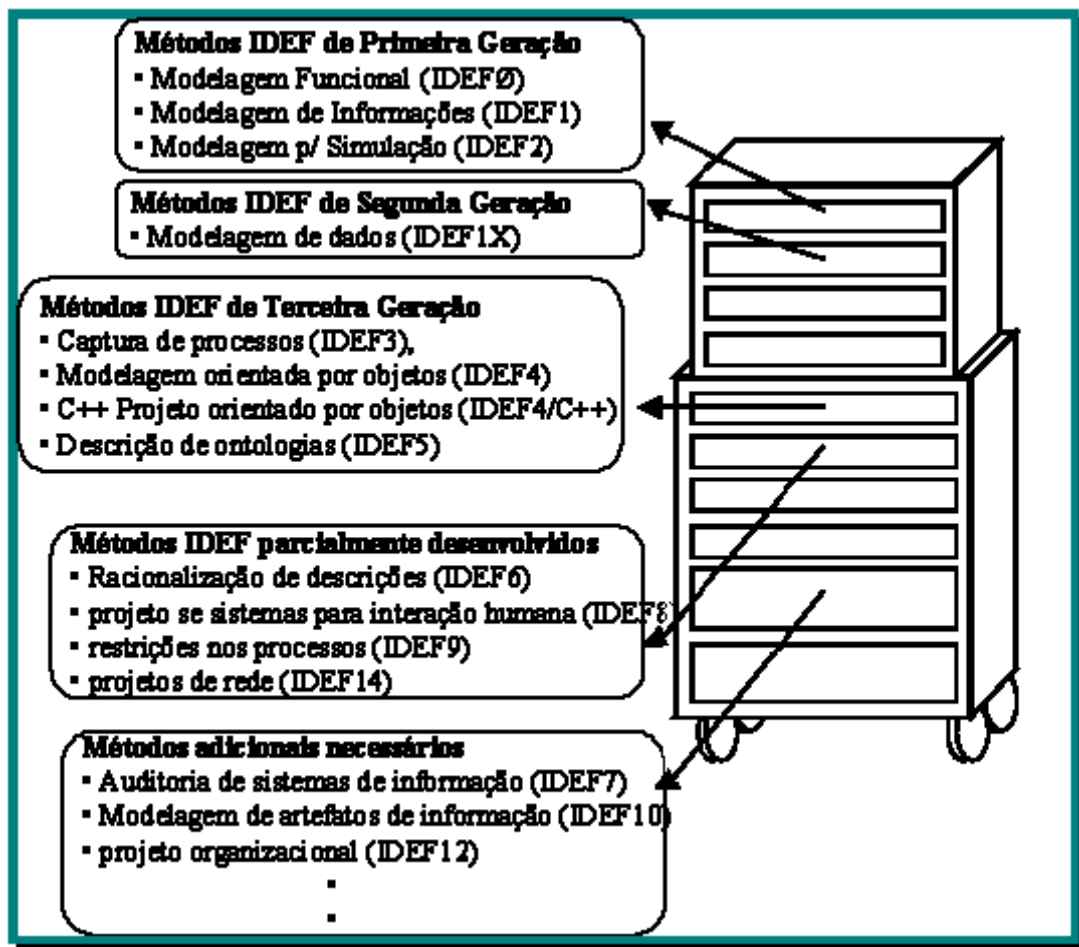 Métodos IDEF de Primeira Geração
▪ Modelagem Funcional (IDEFØ)
▪ Modelagem de Informações (IDEF1)
▪ Modelagem p/ Simulação (IDEF2)
Métodos IDEF de Segunda Geração
▪ Modelagem de dados (IDEF1X)
Métodos IDEF de Terceira Geração
▪ Captura de processos (IDEF3),
▪ Modelagem orientada por objetos (IDEF4)
▪ C++ Projeto orientado por objetos (IDEF4/C++)
▪ Descrição de ontologias (IDEF5)
Métodos IDEF parcialmente desenvolvidos
▪ Racionalização de descrições (IDEF6)
▪ projeto se sistemas para interação humana (IDEF8)
▪ restrições nos processos (IDEF9)
▪ projetos de rede (IDEF14)
Métodos adicionais necessários
▪ Auditoria de sistemas de informação (IDEF7)
▪ Modelagem de artefatos de informação (IDEF10)
▪ projeto organizacional (IDEF12)
▪
▪